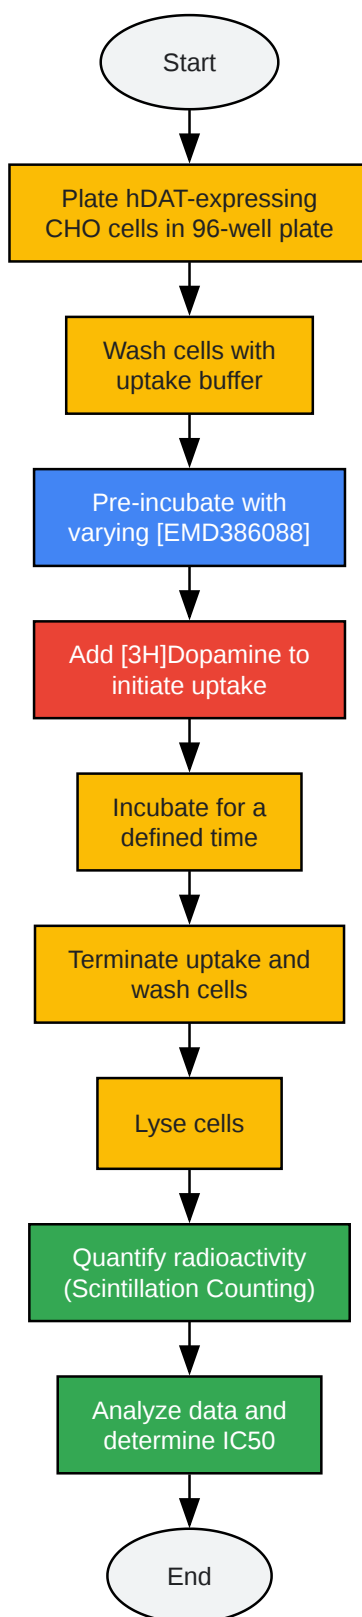 Start
Plate hDAT-expressing
CHO cells in 96-well plate
Wash cells with
uptake buffer
Pre-incubate with
varying [EMD386088]
Add [3H]Dopamine to
initiate uptake
Incubate for a
defined time
Terminate uptake and
wash cells
Lyse cells
Quantify radioactivity
(Scintillation Counting)
Analyze data and
determine IC50
End